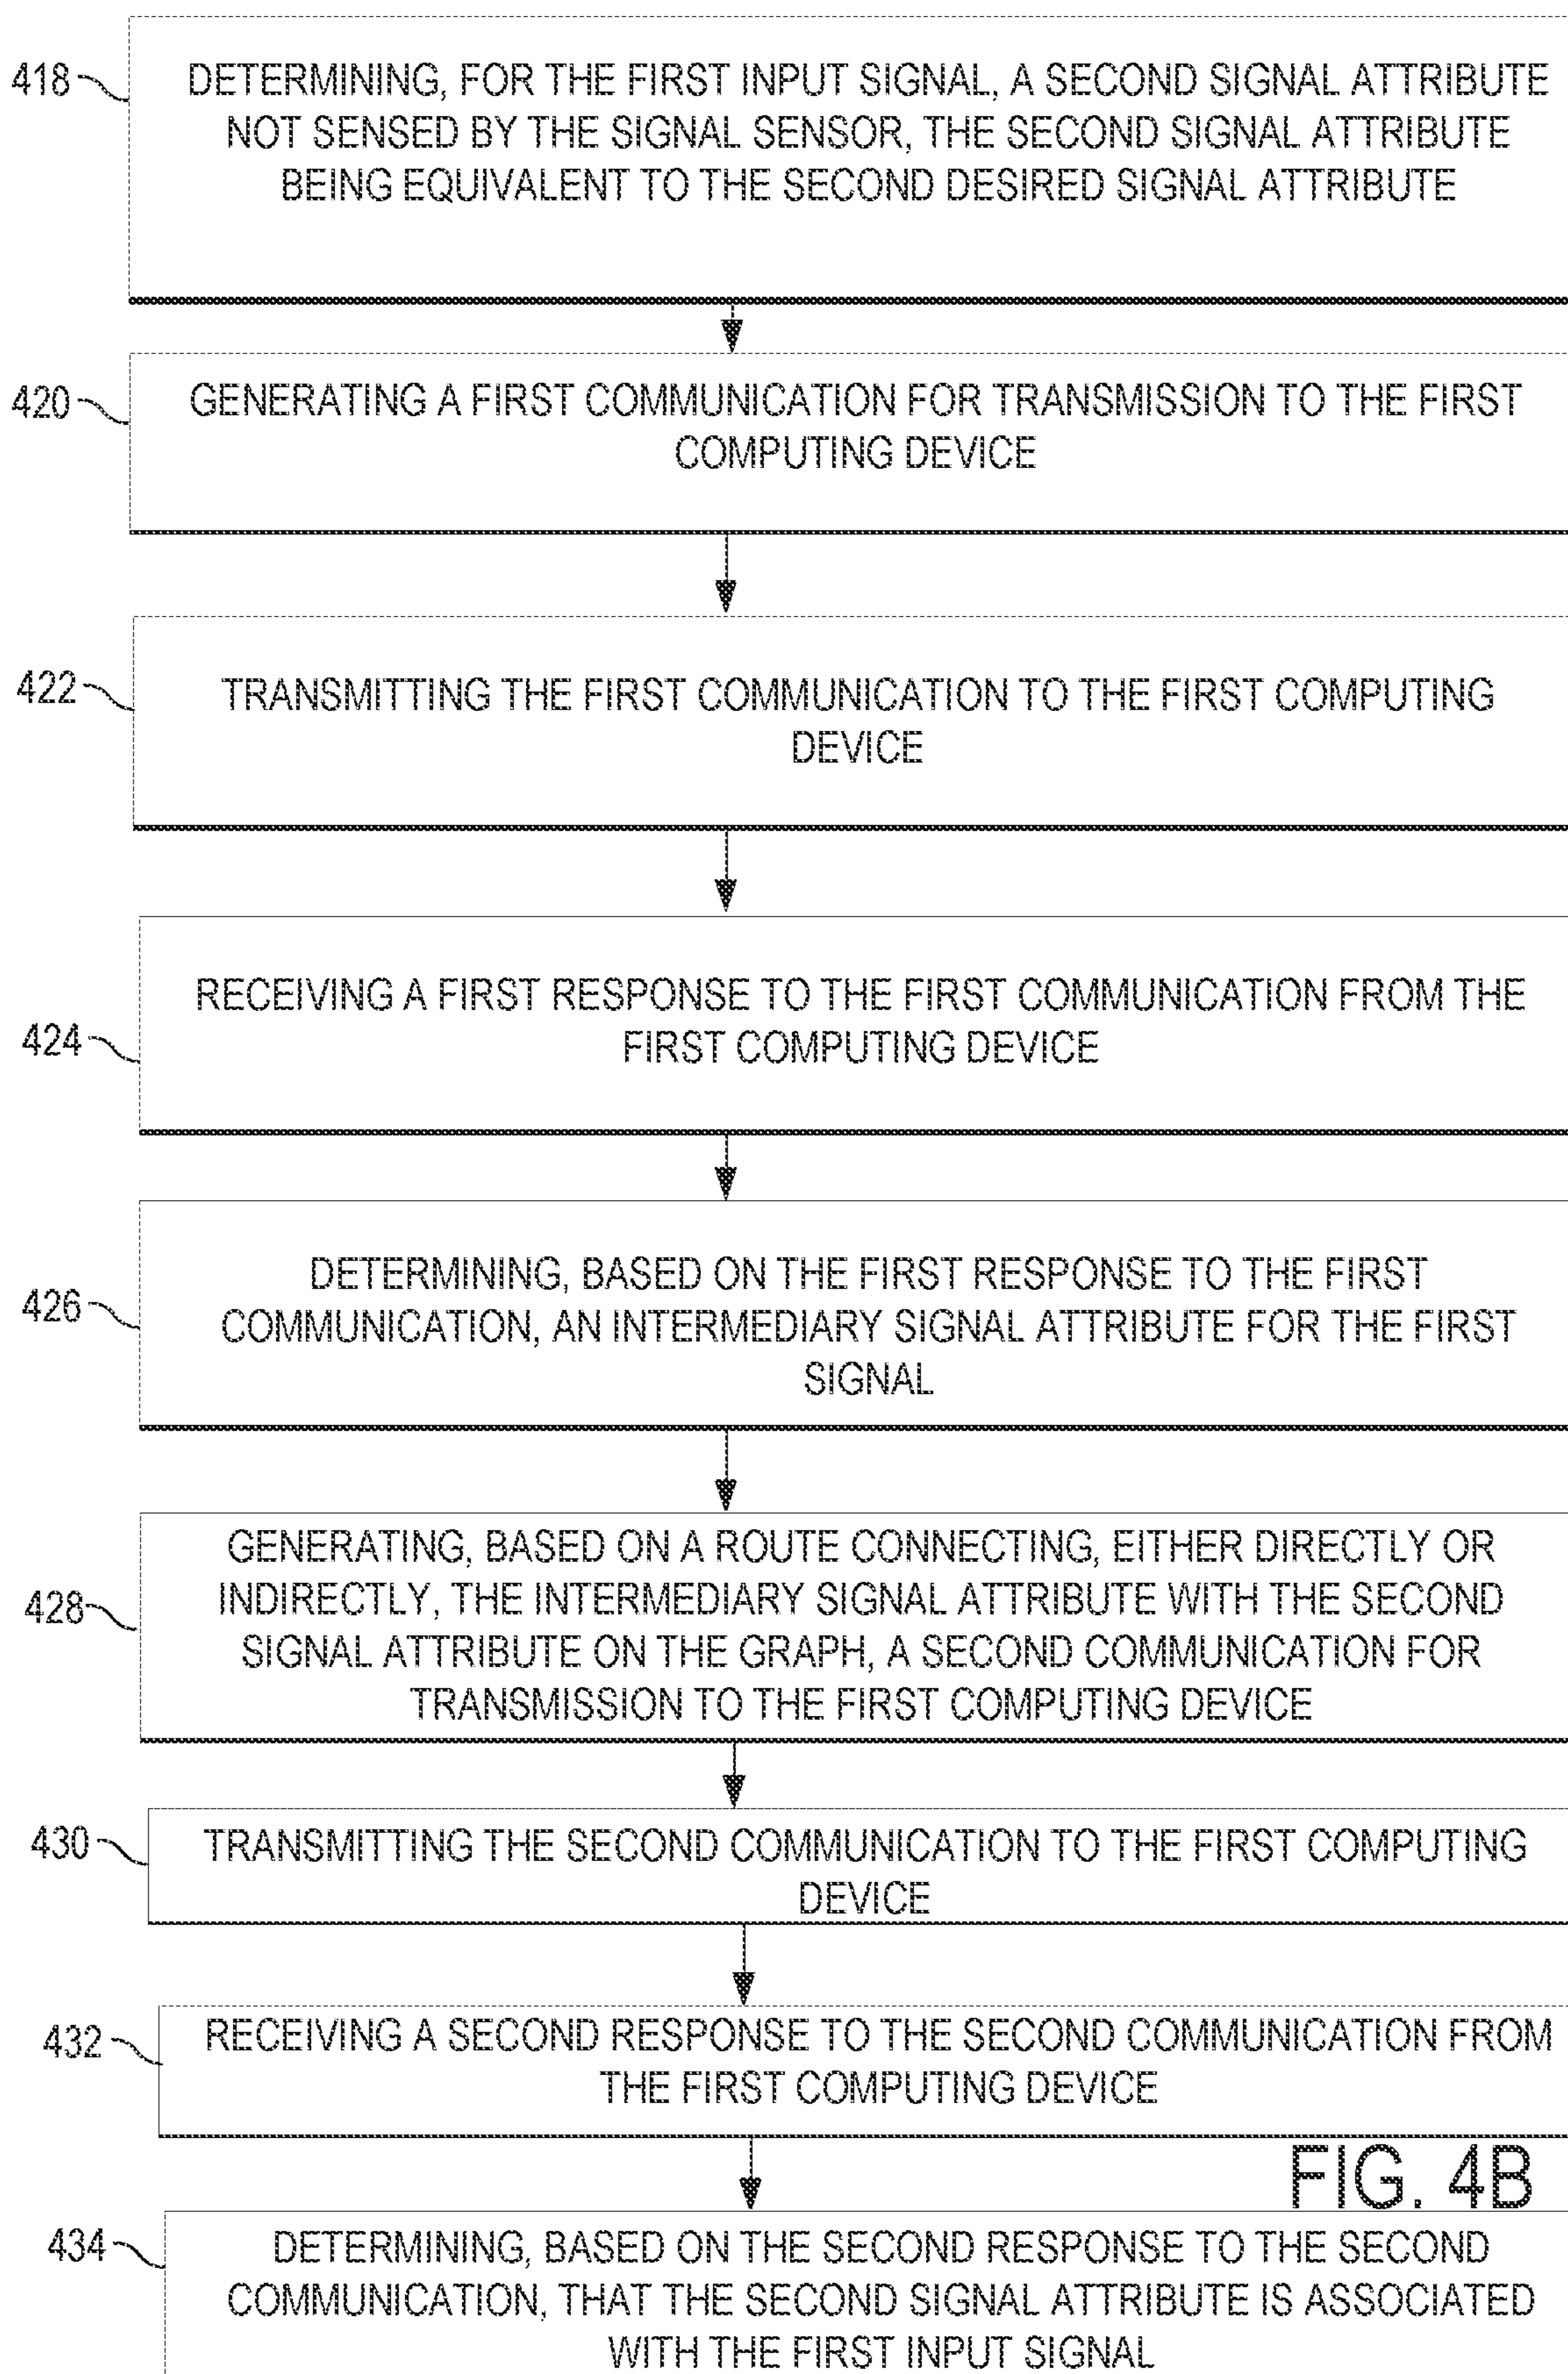 418
DETERMINING, FOR THE FIRST INPUT SIGNAL, A SECOND SIGNAL ATTRIBUTE
NOT SENSED BY THE SIGNAL SENSOR, THE SECOND SIGNAL ATTRIBUTE
BEING EQUIVALENT TO THE SECOND DESIRED SIGNAL ATTRIBUTE
420
GENERATING A FIRST COMMUNICATION FOR TRANSMISSION TO THE FIRST
COMPUTING DEVICE
422
TRANSMITTING THE FIRST COMMUNICATION TO THE FIRST COMPUTING
DEVICE
424
RECEIVING A FIRST RESPONSE TO THE FIRST COMMUNICATION FROM THE
FIRST COMPUTING DEVICE
426
DETERMINING, BASED ON THE FIRST RESPONSE TO THE FIRST
COMMUNICATION, AN INTERMEDIARY SIGNAL ATTRIBUTE FOR THE FIRST
SIGNAL
428
GENERATING, BASED ON A ROUTE CONNECTING, EITHER DIRECTLY OR
INDIRECTLY, THE INTERMEDIARY SIGNAL ATTRIBUTE WITH THE SECOND
SIGNAL ATTRIBUTE ON THE GRAPH, A SECOND COMMUNICATION FOR
TRANSMISSION TO THE FIRST COMPUTING DEVICE
430
TRANSMITTING THE SECOND COMMUNICATION TO THE FIRST COMPUTING
DEVICE
432
RECEIVING A SECOND RESPONSE TO THE SECOND COMMUNICATION FROM
THE FIRST COMPUTING DEVICE
FIG. 4B
434
DETERMINING, BASED ON THE SECOND RESPONSE TO THE SECOND
COMMUNICATION, THAT THE SECOND SIGNAL ATTRIBUTE IS ASSOCIATED
WITH THE FIRST INPUT SIGNAL